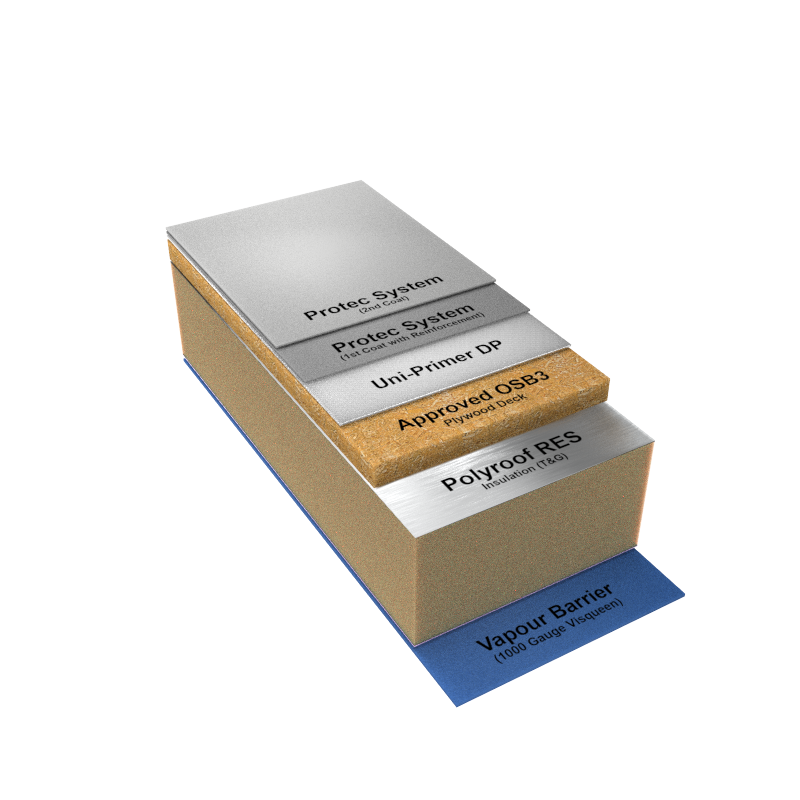 Protec System
(2nd Coat)
Protec System
(1st Coat with Reinforcement)
Uni-Primer DP
Approved OSB3
Plywood Deck
Polyroof RES
Insulation (T&G)
Vapour Barrier
(1000 Gauge Visqueen)